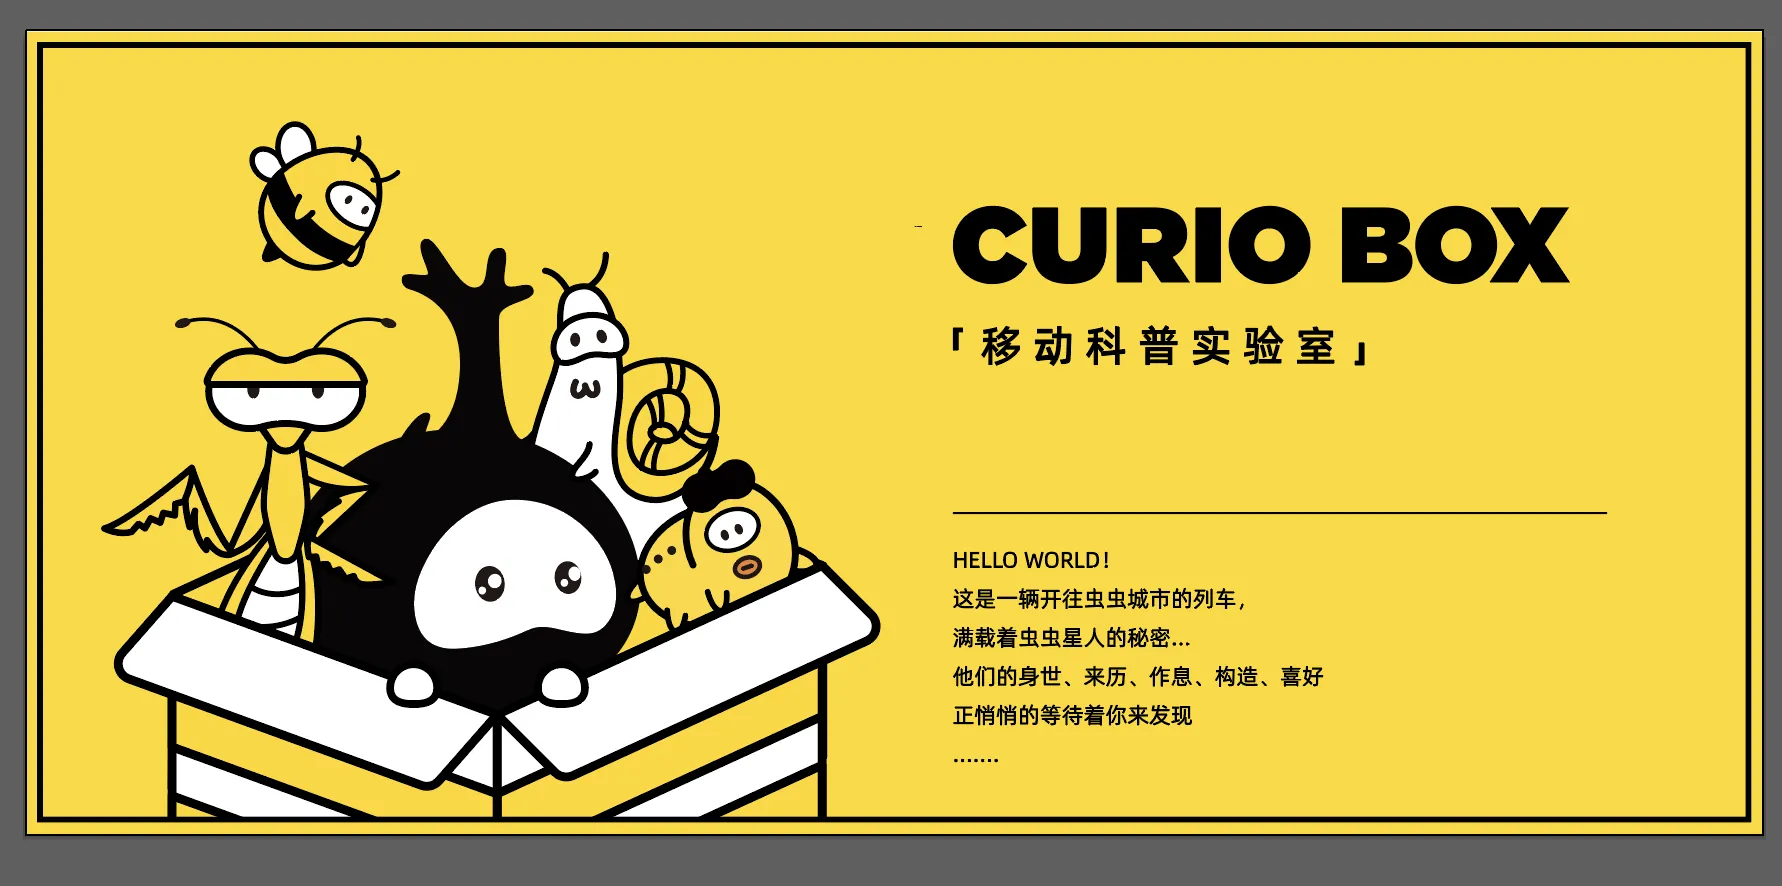 CURIO BOX
「移动科普实验室」
HELLO WORLD!
这是一辆开往虫虫城市的列车，
满载着虫虫星人的秘密...
他们的身世、来历、作息、构造、喜好
正悄悄的等待着你来发现
.......